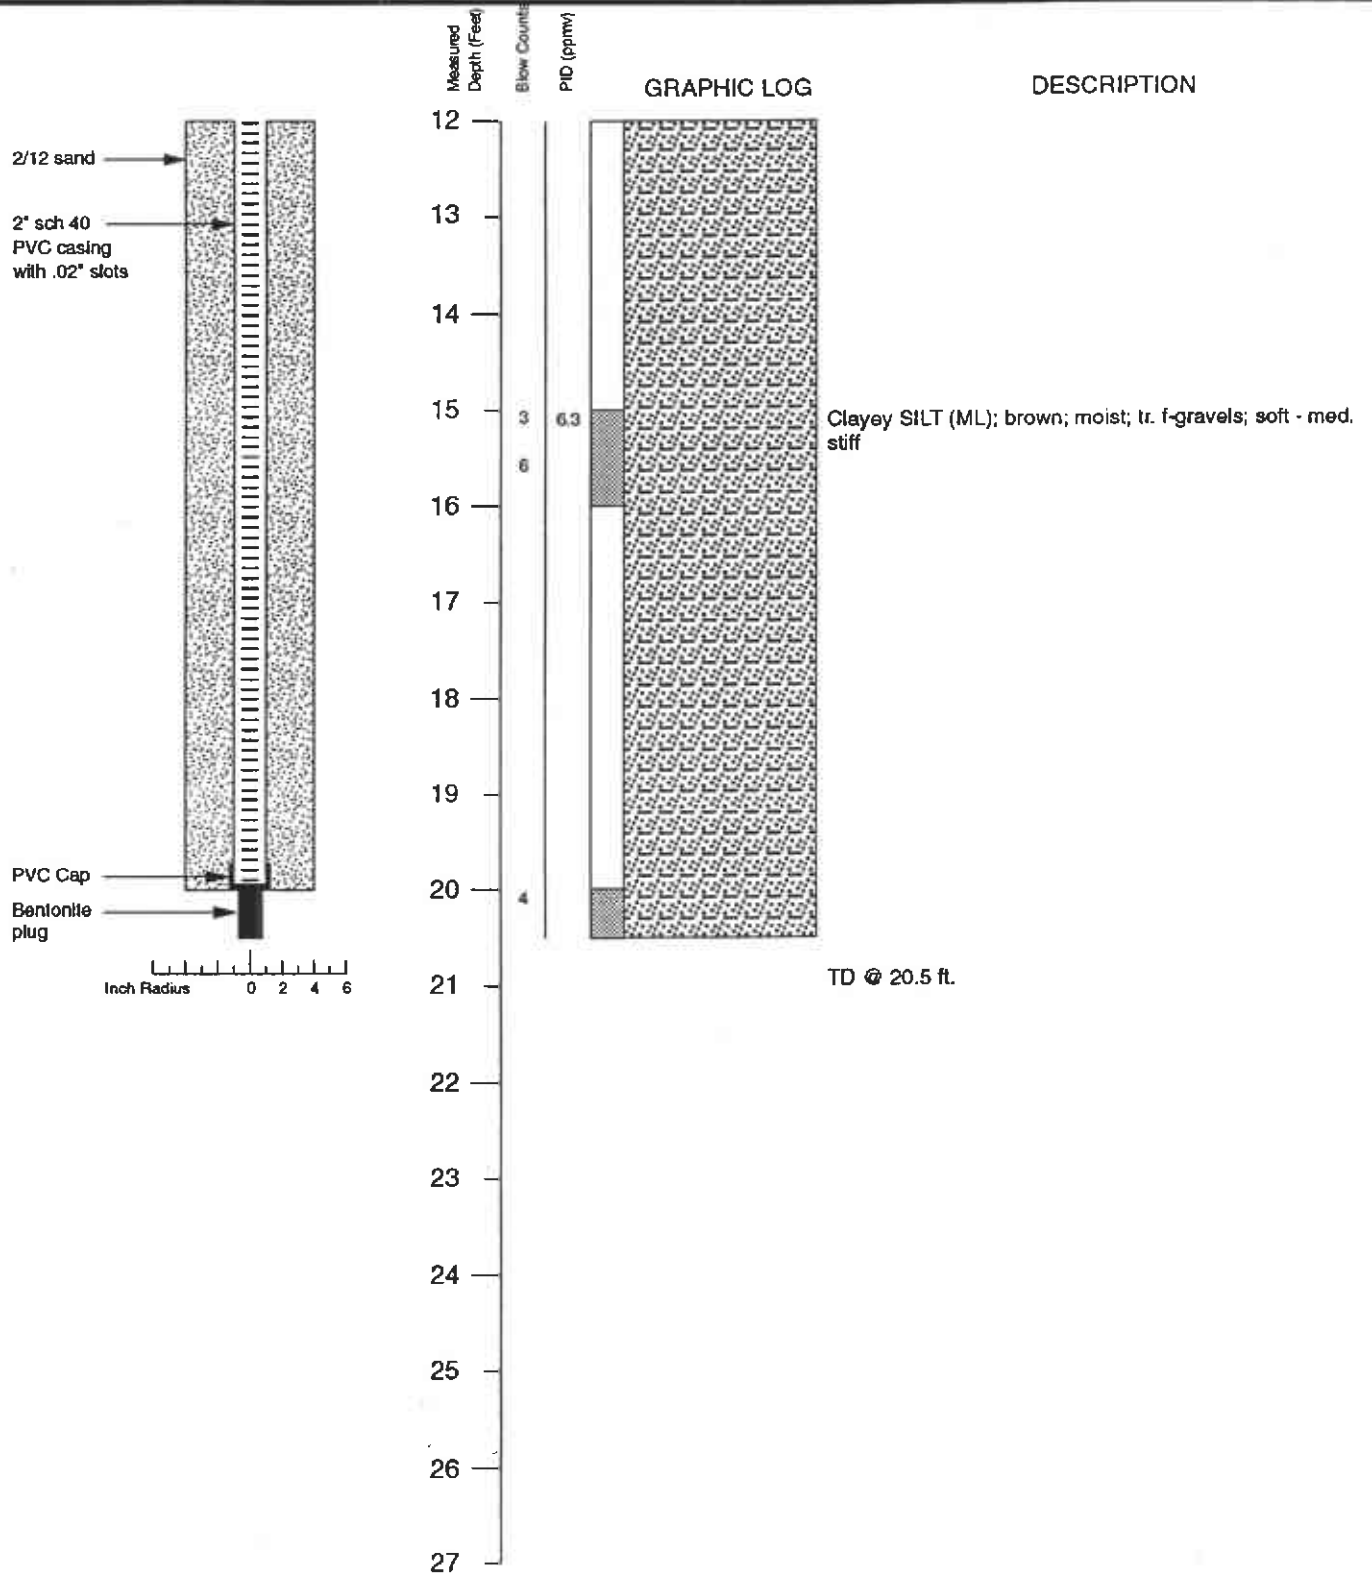 Measured
Depth (Feet)
Blow Counts
PID (ppmv)
GRAPHIC LOG
DESCRIPTION
2/12 sand
2" sch 40
PVC casing
with .02" slots
PVC Cap
Bentonite
plug
Inch Radius
0 2 4 6
12
13
14
15
16
17
18
19
20
21
22
23
24
25
26
27
3
6
4
6.3
Clayey SILT (ML); brown; moist; tr. f-gravels; soft - med.
stiff
TD @ 20.5 ft.